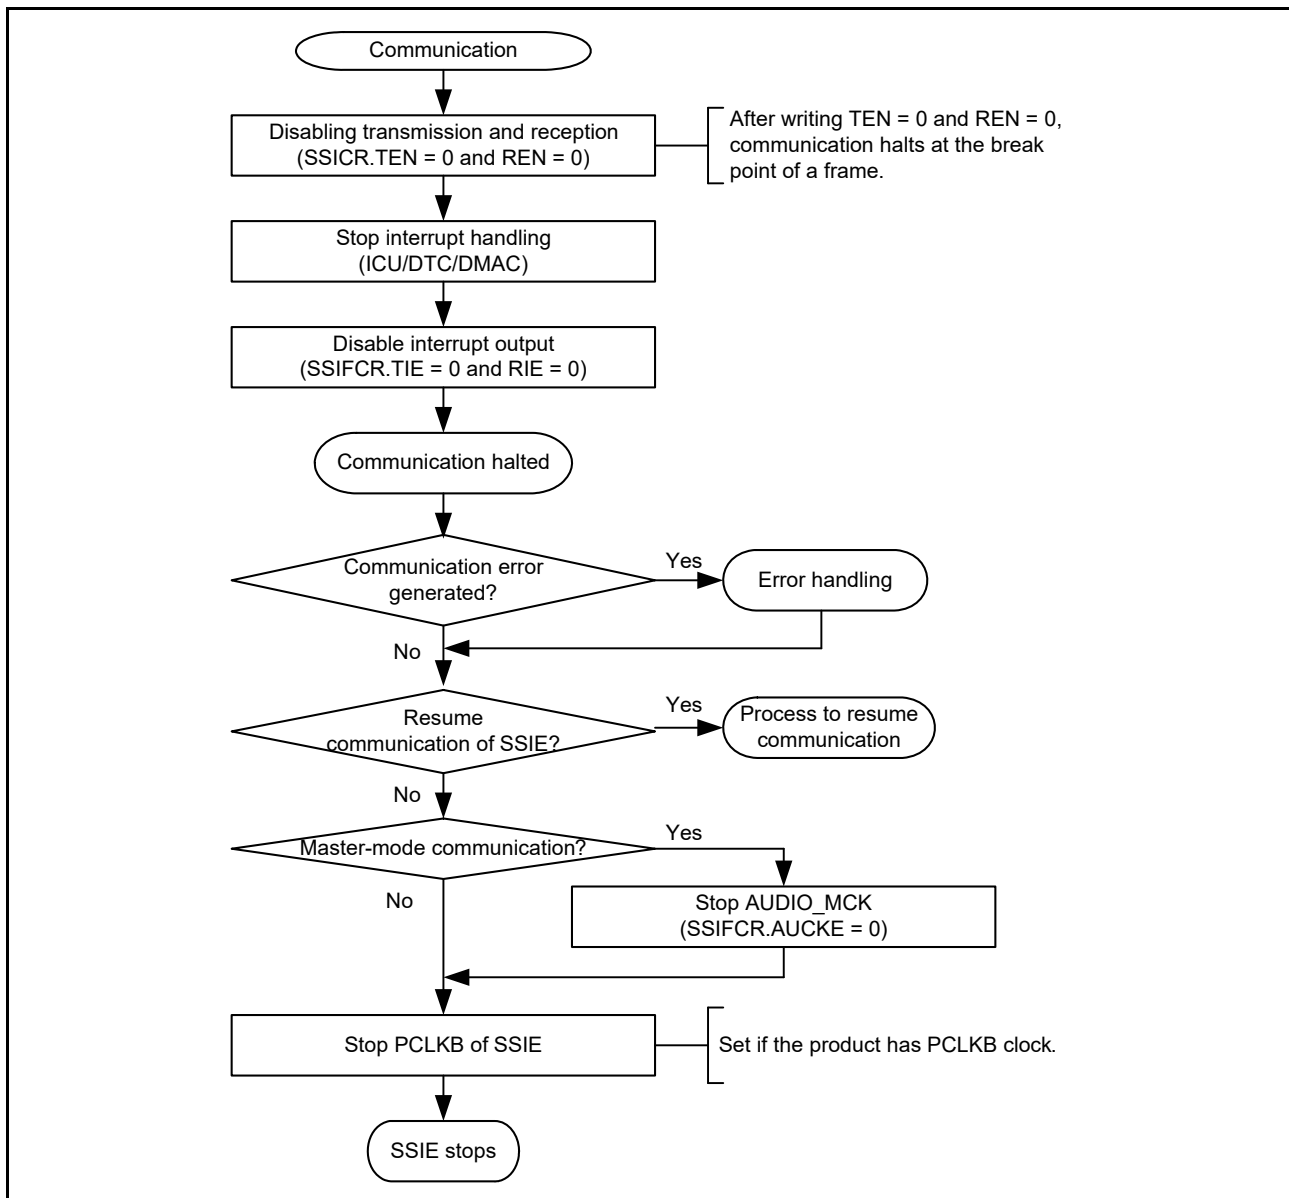 Communication
Disabling transmission and reception
(SSICR.TEN = 0 and REN = 0)
After writing TEN = 0 and REN = 0,
communication halts at the break
point of a frame.
Stop interrupt handling
(ICU/DTC/DMAC)
Disable interrupt output
(SSIFCR.TIE = 0 and RIE = 0)
Communication halted
Communication error
generated?
Yes
Error handling
No
Resume
communication of SSIE?
Yes
Process to resume
communication
No
Master-mode communication?
Yes
No
Stop AUDIO_MCK
(SSIFCR.AUCKE = 0)
Stop PCLKB of SSIE
Set if the product has PCLKB clock.
SSIE stops